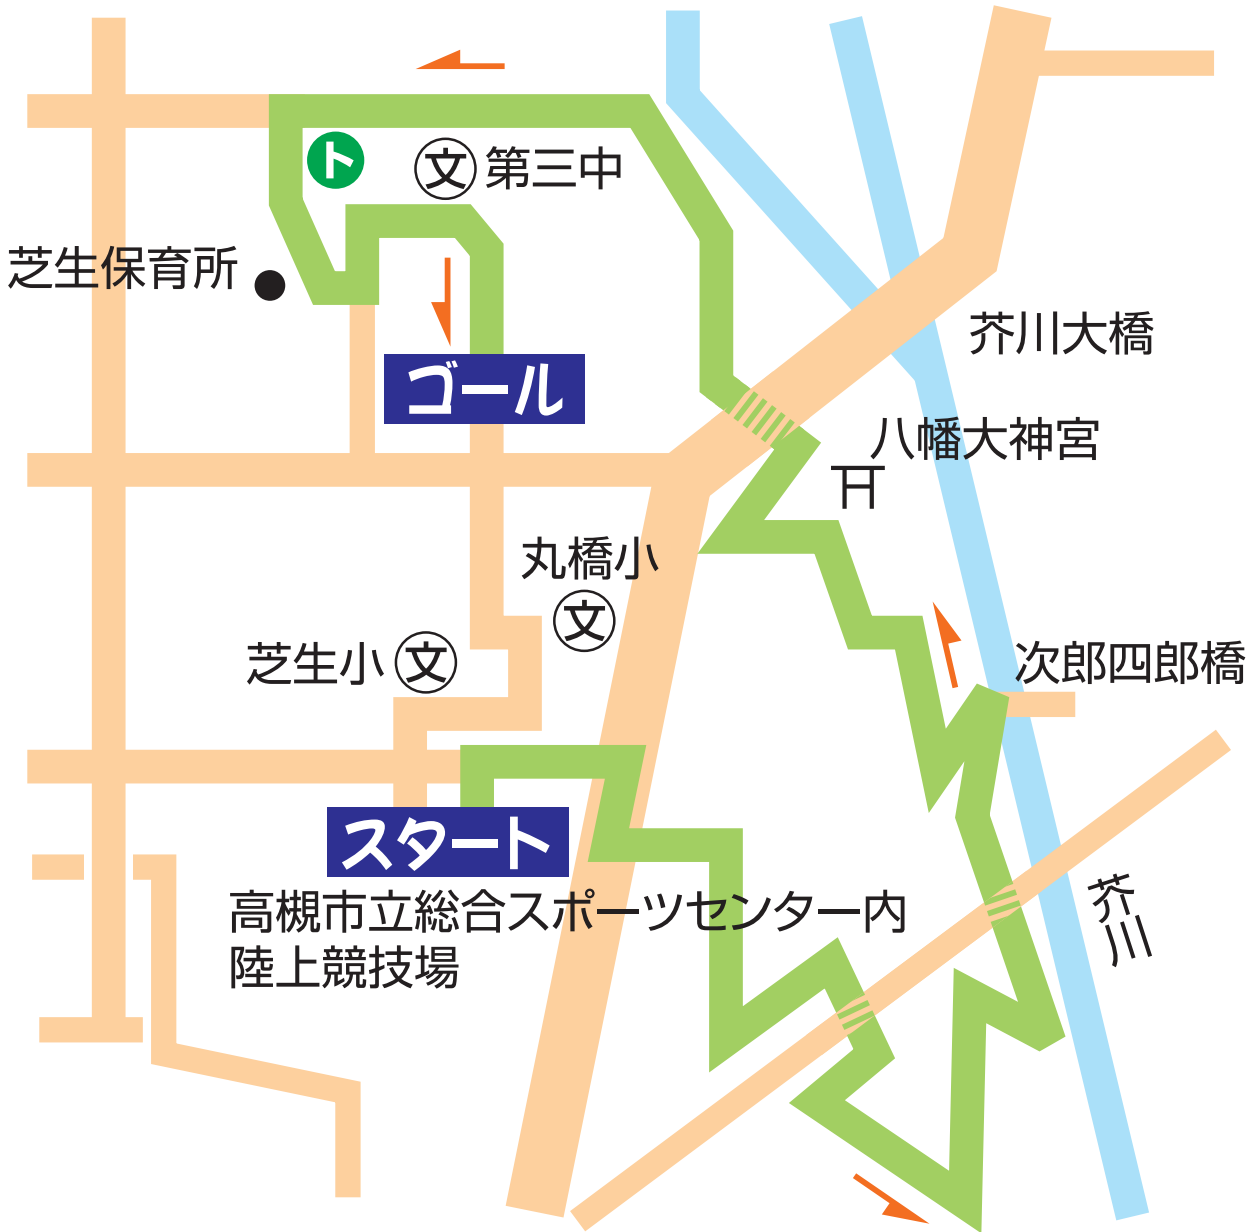 ト
文 第三中
芝生保育所
芥川大橋
ゴール
八幡大神宮
丸橋小
文
芝生小 文
次郎四郎橋
スタート
高槻市立総合スポーツセンター内
陸上競技場
芥川